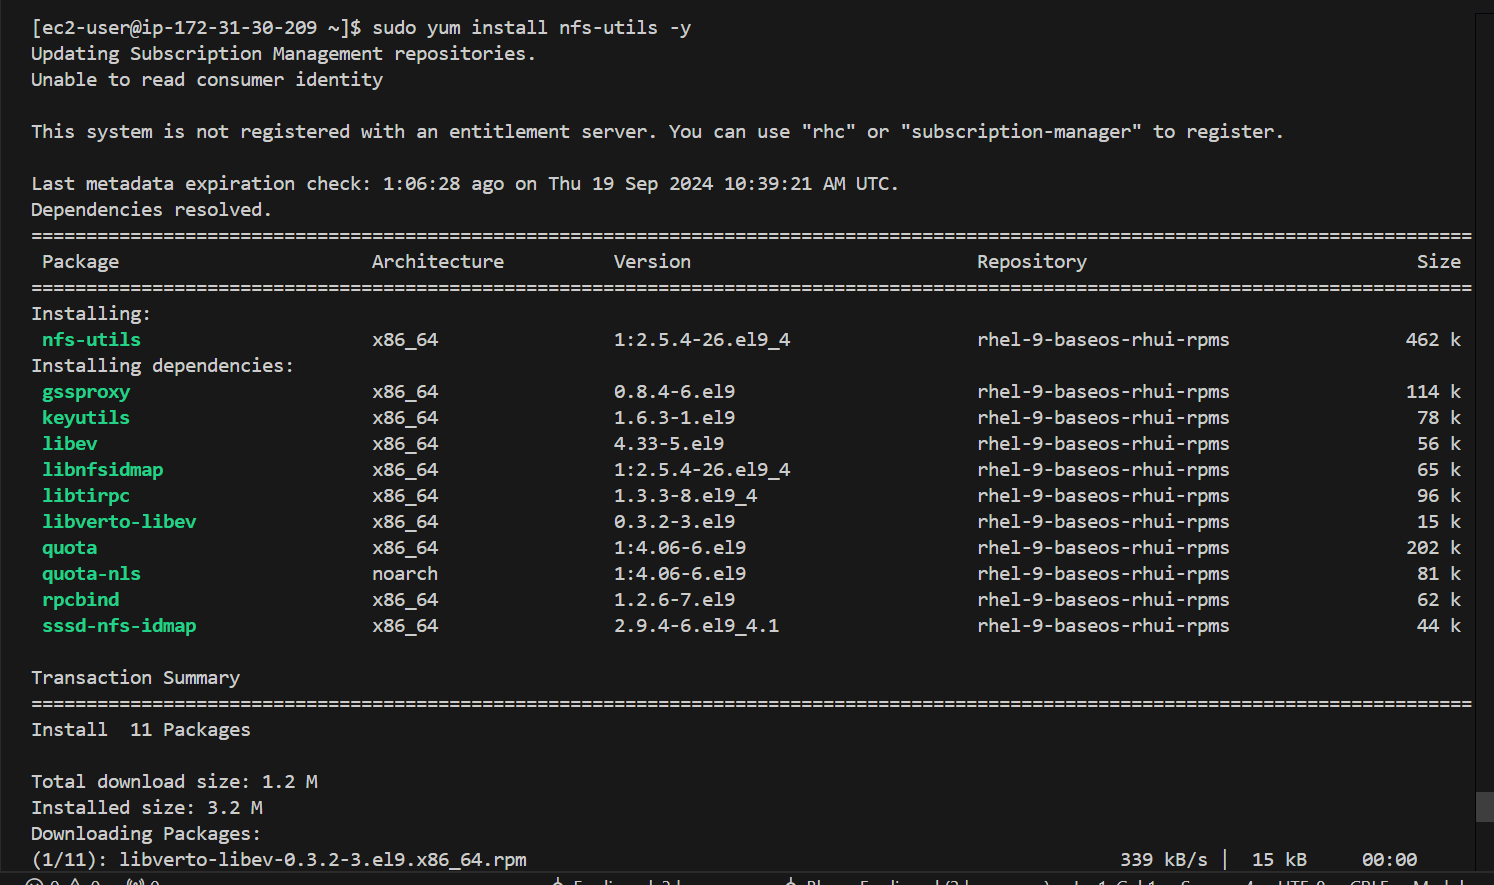 [ec2-user@ip-172-31-30-209 ~]$ sudo yum install nfs-utils -y
Updating Subscription Management repositories.
Unable to read consumer identity
This system is not registered with an entitlement server. You can use "rhc" or "subscription-manager" to register.
Last metadata expiration check: 1:06:28 ago on Thu 19 Sep 2024 10:39:21 AM UTC.
Dependencies resolved.
===================================================================================================================================
Package Architecture Version Repository Size
===================================================================================================================================
Installing:
nfs-utils x86_64 1:2.5.4-26.el9_4 rhel-9-baseos-rhui-rpms 462 k
Installing dependencies:
gssproxy x86_64 0.8.4-6.el9 rhel-9-baseos-rhui-rpms 114 k
keyutils x86_64 1.6.3-1.el9 rhel-9-baseos-rhui-rpms 78 k
libev x86_64 4.33-5.el9 rhel-9-baseos-rhui-rpms 56 k
libnfsidmap x86_64 1:2.5.4-26.el9_4 rhel-9-baseos-rhui-rpms 65 k
libtirpc x86_64 1.3.3-8.el9_4 rhel-9-baseos-rhui-rpms 96 k
libverto-libev x86_64 0.3.2-3.el9 rhel-9-baseos-rhui-rpms 15 k
quota x86_64 1:4.06-6.el9 rhel-9-baseos-rhui-rpms 202 k
quota-nls noarch 1:4.06-6.el9 rhel-9-baseos-rhui-rpms 81 k
rpcbind x86_64 1.2.6-7.el9 rhel-9-baseos-rhui-rpms 62 k
sssd-nfs-idmap x86_64 2.9.4-6.el9_4.1 rhel-9-baseos-rhui-rpms 44 k
Transaction Summary
===================================================================================================================================
Install 11 Packages
Total download size: 1.2 M
Installed size: 3.2 M
Downloading Packages:
(1/11): libverto-libev-0.3.2-3.el9.x86_64.rpm 339 kB/s | 15 kB 00:00